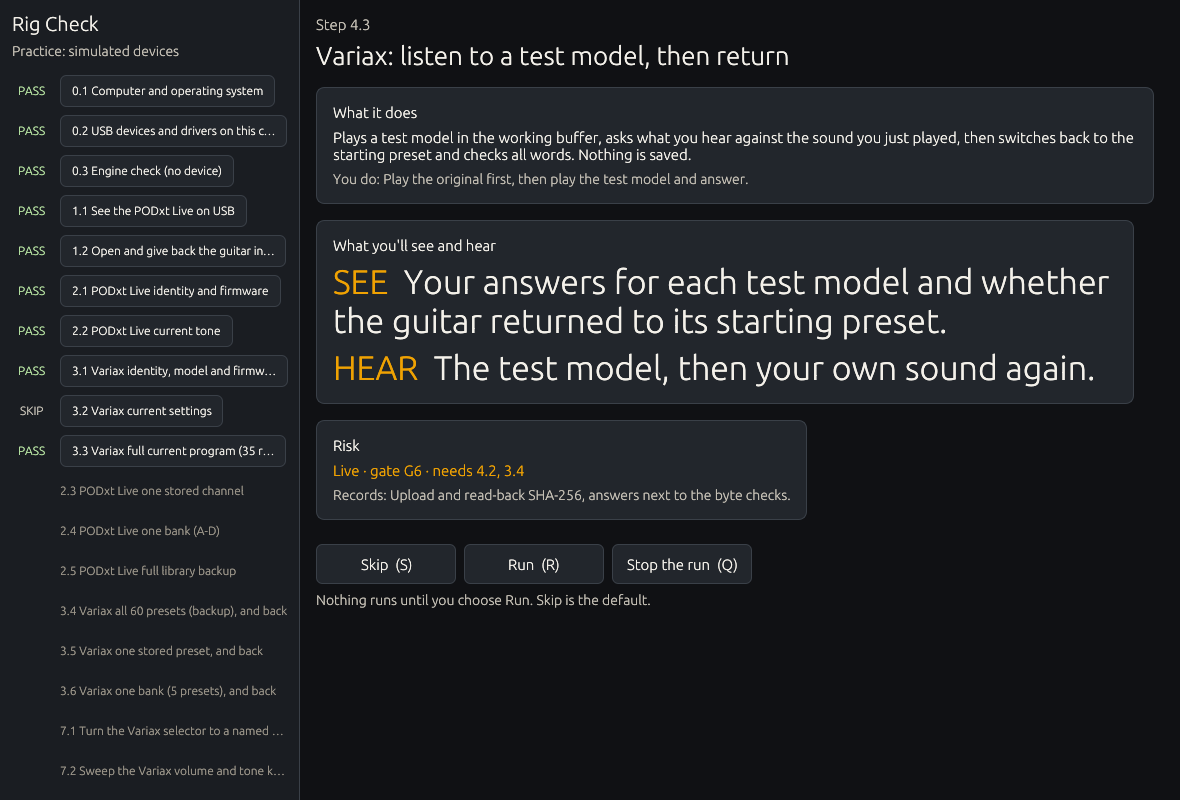 Rig Check
Practice: simulated devices
PASS 0.1 Computer and operating system
PASS 0.2 USB devices and drivers on this c...
PASS 0.3 Engine check (no device)
PASS 1.1 See the PODxt Live on USB
PASS 1.2 Open and give back the guitar in...
PASS 2.1 PODxt Live identity and firmware
PASS 2.2 PODxt Live current tone
PASS 3.1 Variax identity, model and firmw...
SKIP 3.2 Variax current settings
PASS 3.3 Variax full current program (35 r...
2.3 PODxt Live one stored channel
2.4 PODxt Live one bank (A-D)
2.5 PODxt Live full library backup
3.4 Variax all 60 presets (backup), and back
3.5 Variax one stored preset, and back
3.6 Variax one bank (5 presets), and back
7.1 Turn the Variax selector to a named ...
7.2 Sweep the Variax volume and tone k...
Step 4.3
Variax: listen to a test model, then return
What it does
Plays a test model in the working buffer, asks what you hear against the sound you just played, then switches back to the
starting preset and checks all words. Nothing is saved.
You do: Play the original first, then play the test model and answer.
What you'll see and hear
SEE Your answers for each test model and whether
the guitar returned to its starting preset.
HEAR The test model, then your own sound again.
Risk
Live · gate G6 · needs 4.2, 3.4
Records: Upload and read-back SHA-256, answers next to the byte checks.
Skip (S) Run (R) Stop the run (Q)
Nothing runs until you choose Run. Skip is the default.